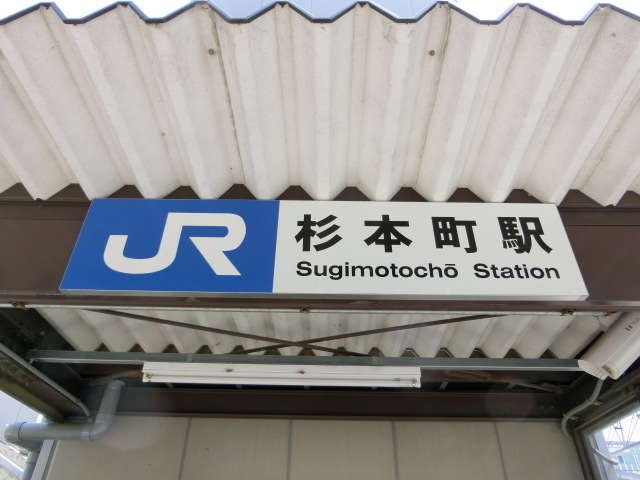 JR 杉本町駅
Sugimotochō Station